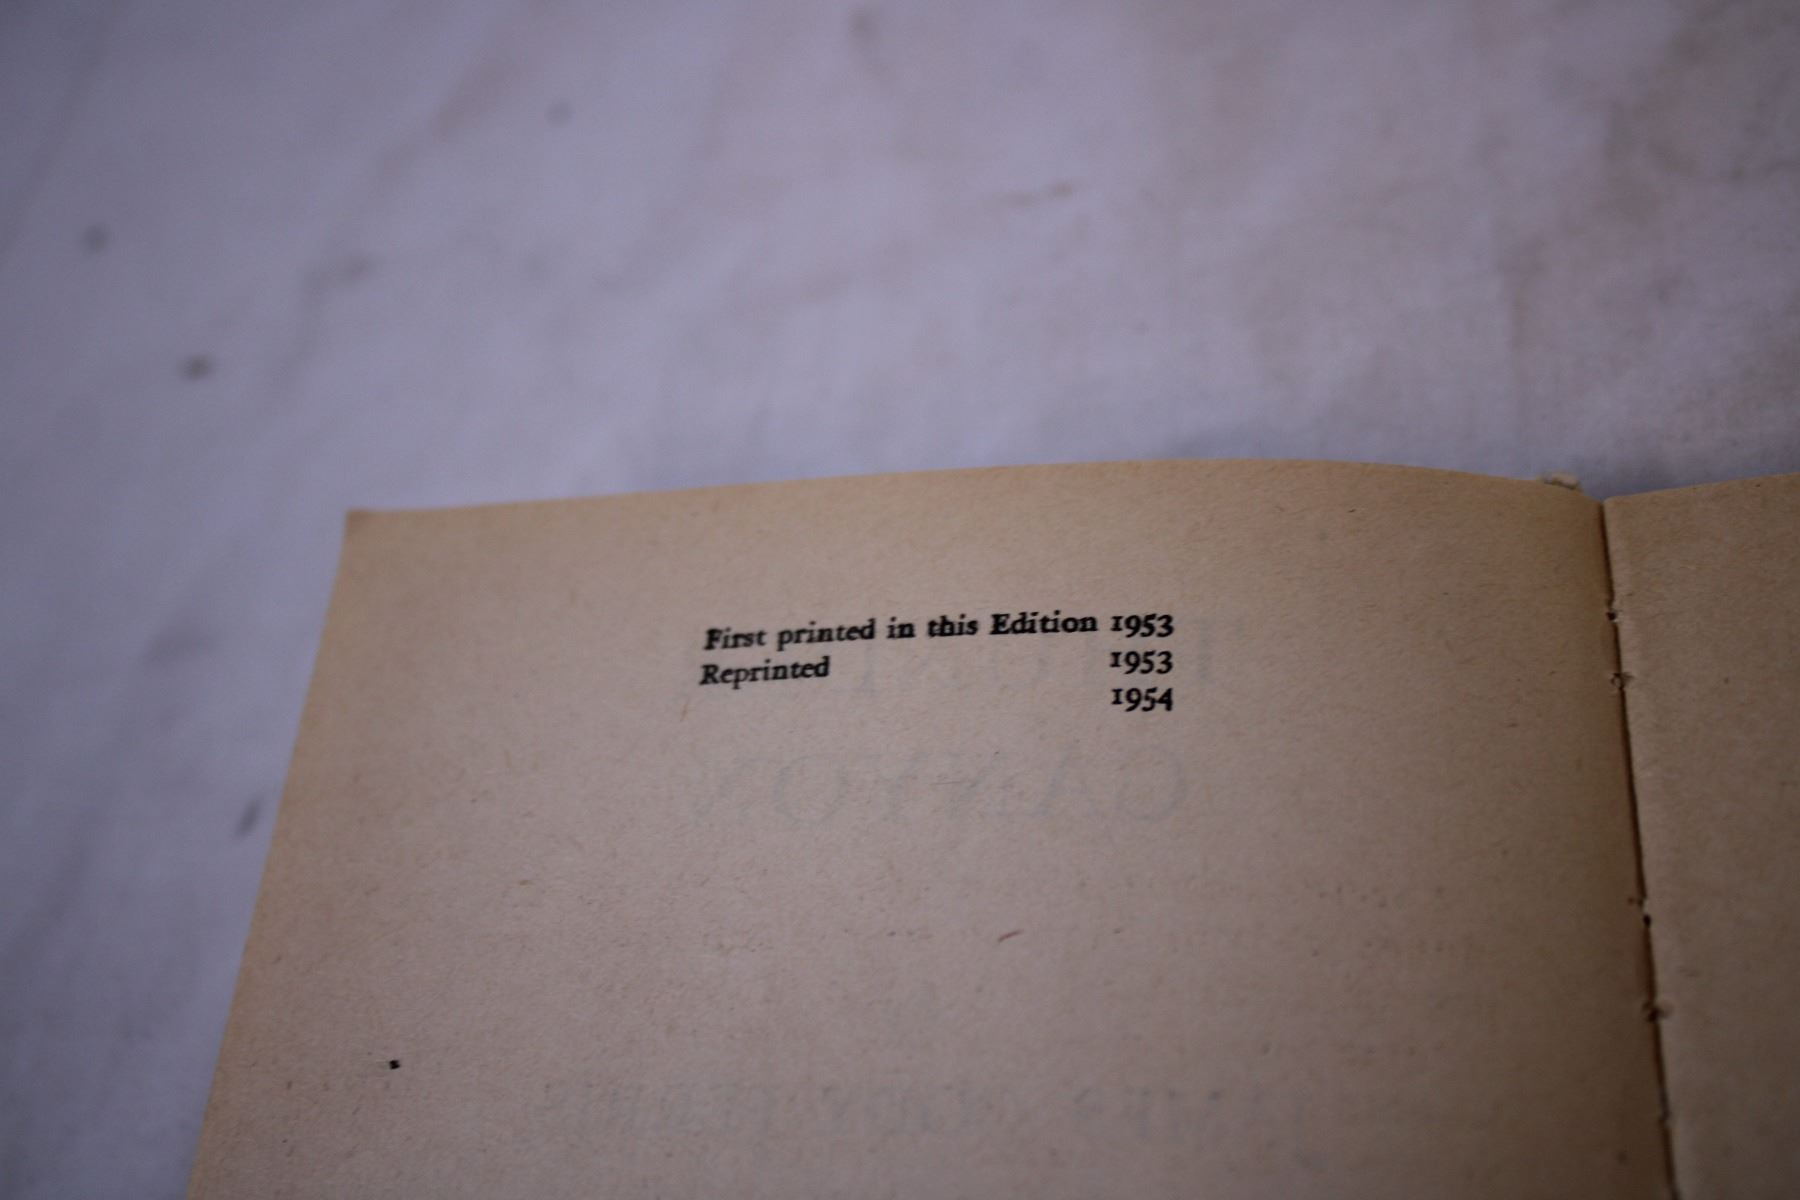 First printed in this Edition 1953
Reprinted 1953
1954